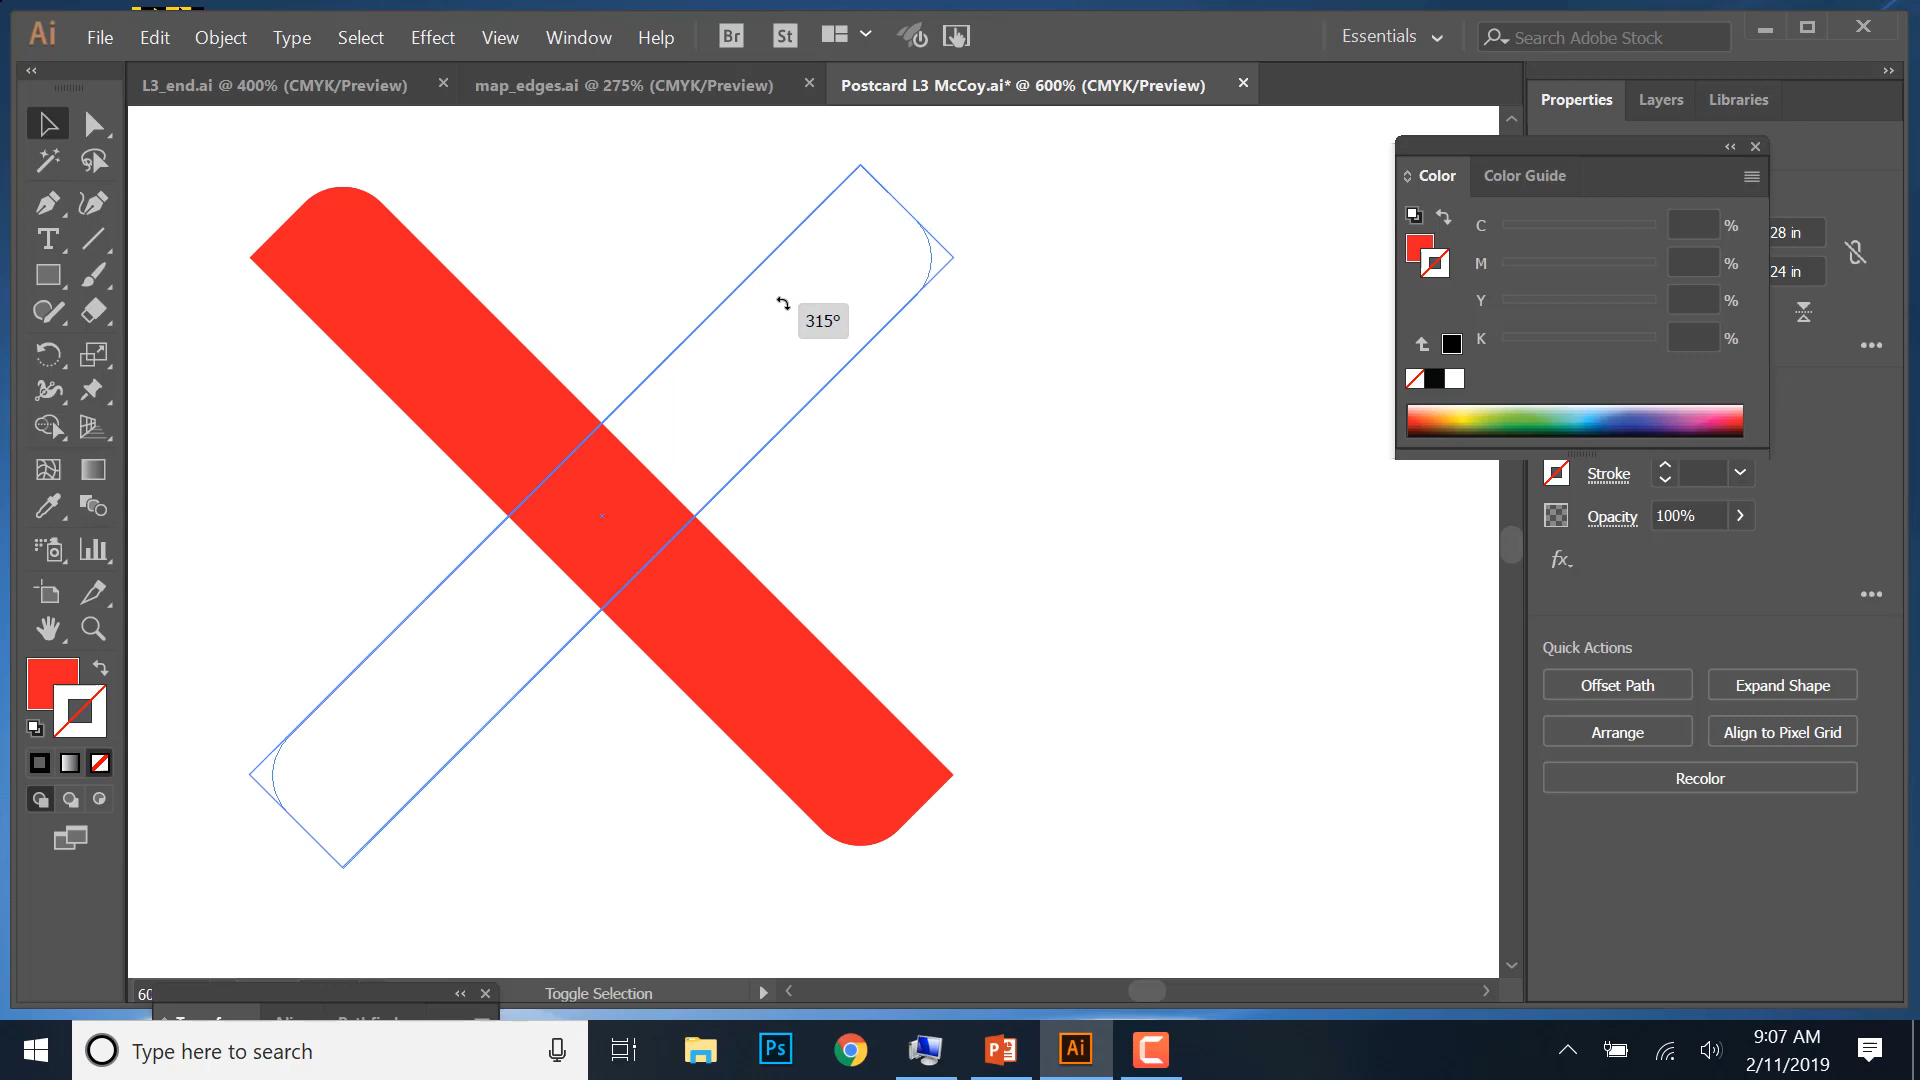 Ai File Edit Object Type Select Effect View Window Help Br St Essentials Search Adobe Stock
L3_end.ai @ 400% (CMYK/Preview) map_edges.ai @ 275% (CMYK/Preview) Postcard L3 McCoy.ai* @ 600% (CMYK/Preview)
Properties Layers Libraries
Color Color Guide
C %
M %
Y %
K %
28 in
24 in
315°
Stroke
Opacity 100%
fx
Quick Actions
Offset Path Expand Shape
Arrange Align to Pixel Grid
Recolor
Toggle Selection
Type here to search
Ps
Ai
9:07 AM
2/11/2019